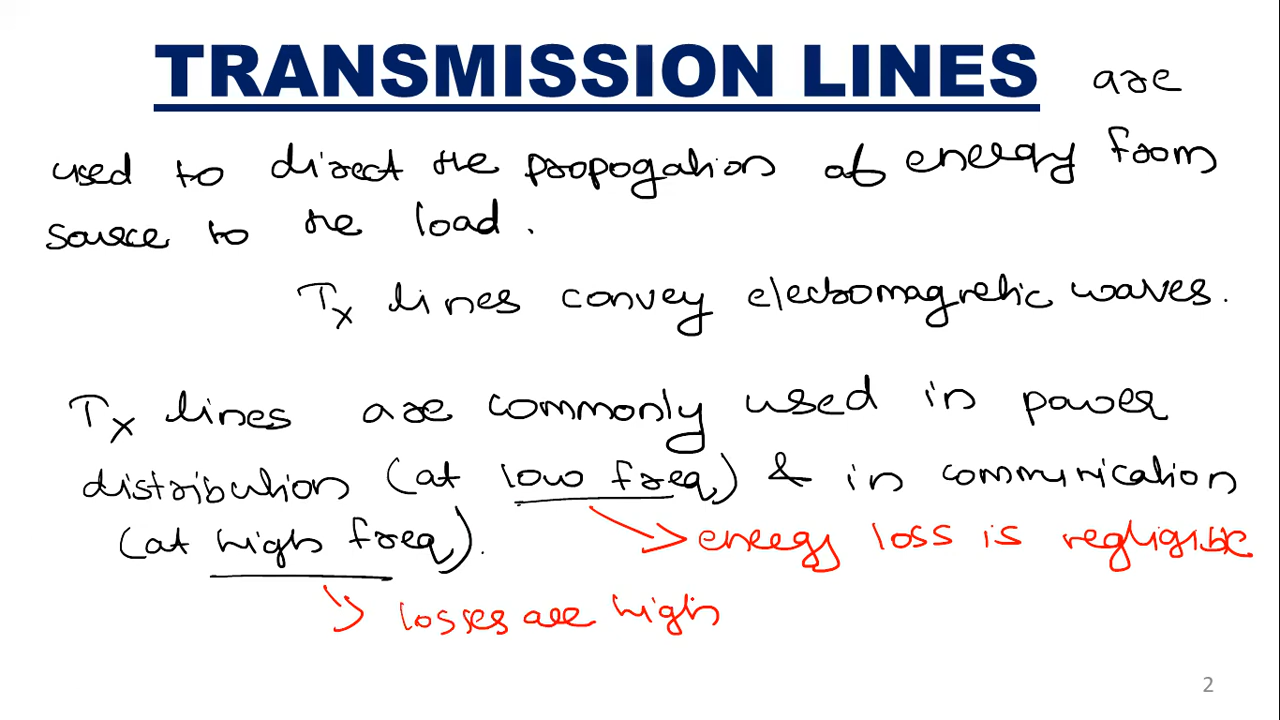 TRANSMISSION LINES are
used to direct the propogation of energy from
source to the load.
Tx lines convey electromagnetic waves.
Tx lines are commonly used in power
distribution (at low freq) & in communication
(at high freq).
energy loss is negligible
losses are high
2